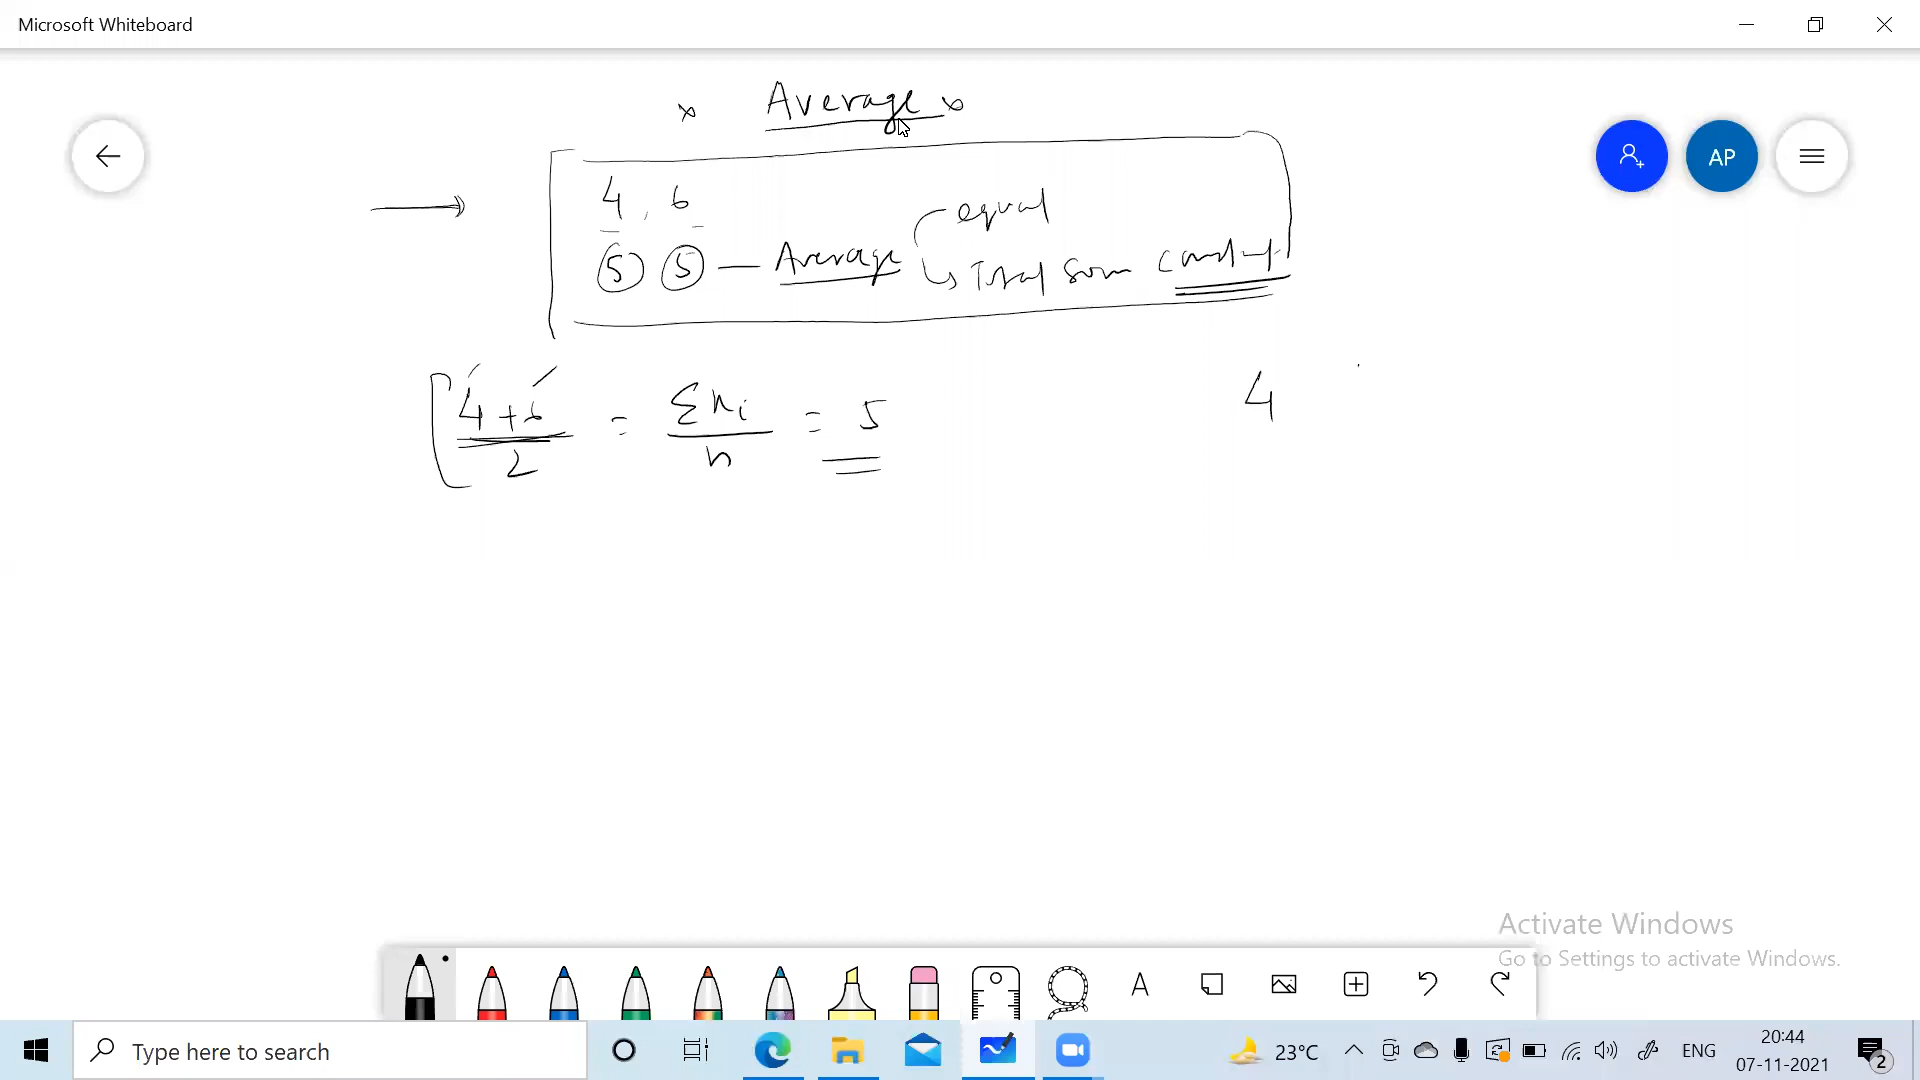 Microsoft Whiteboard
x Average x
4, 6
equal
5 5 — Average
Total sum constant
4+6 / 2 = Σxi / n = 5
4
AP
Activate Windows
Go to Settings to activate Windows.
A
Type here to search
23°C
ENG
20:44
07-11-2021
2